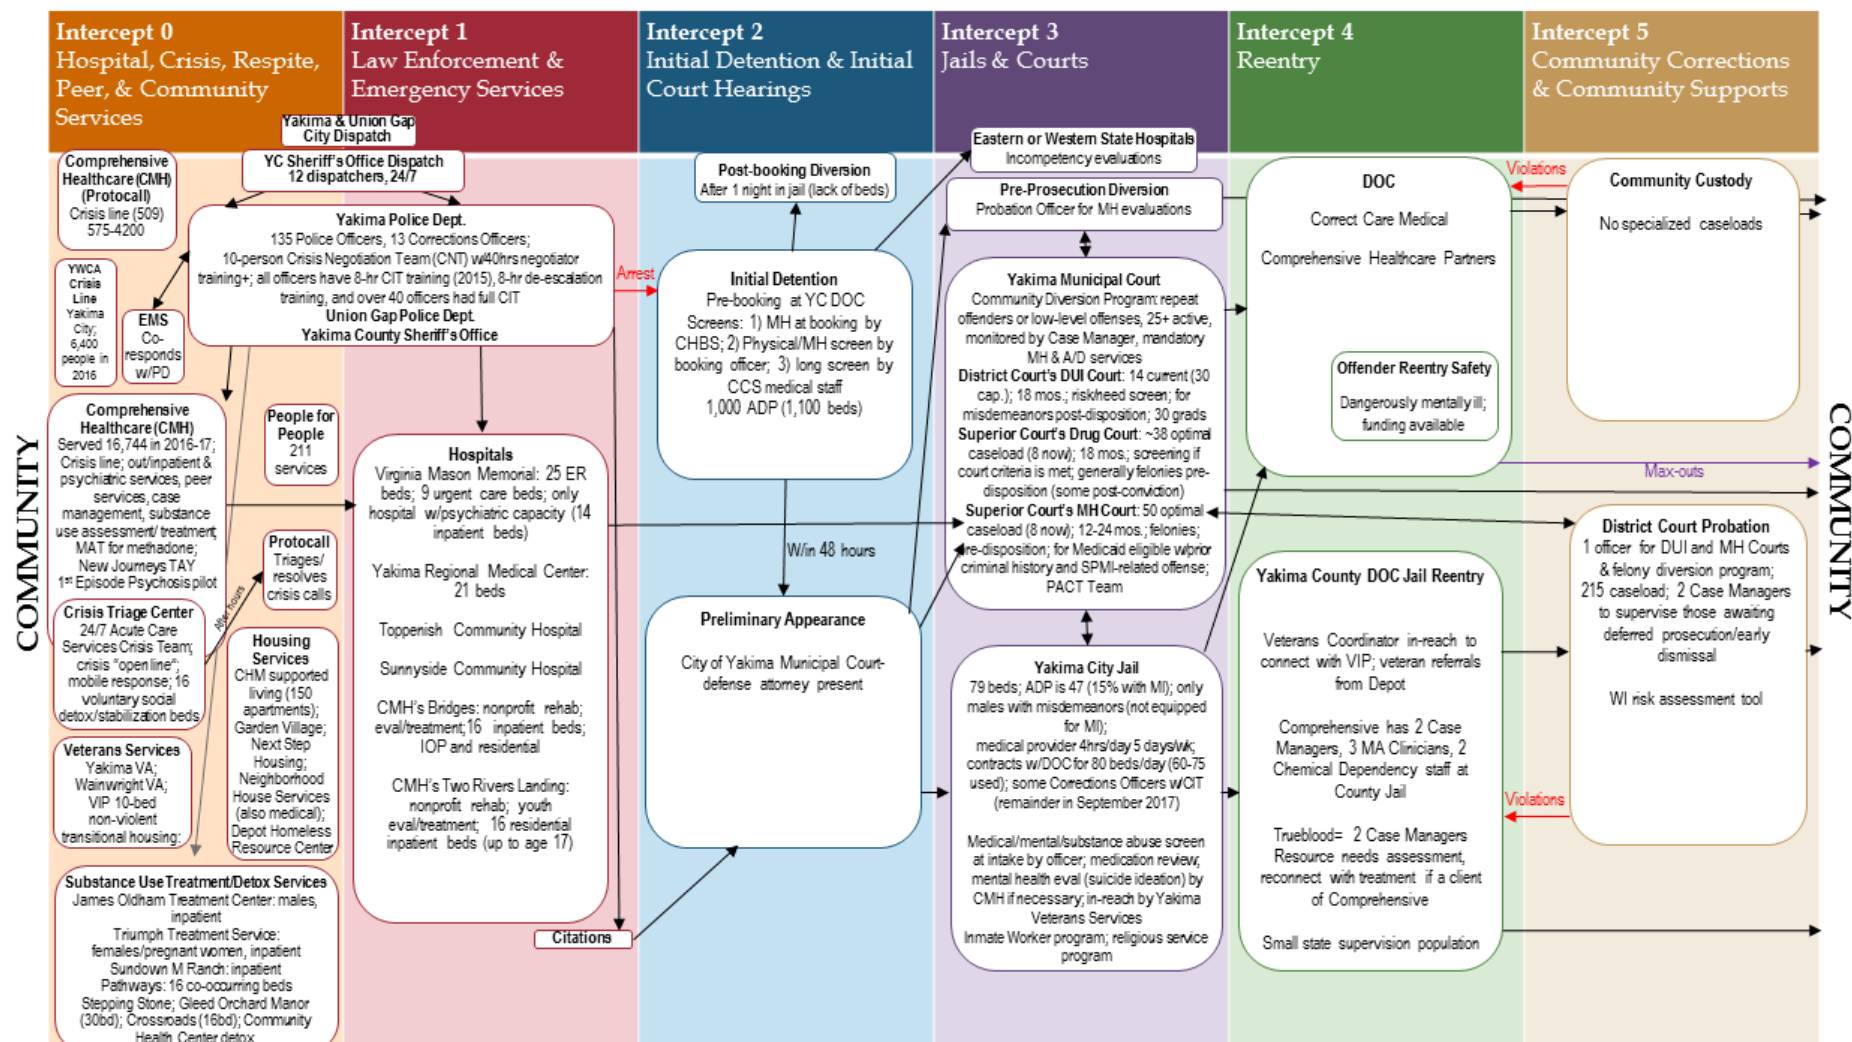 Intercept 0
Hospital, Crisis, Respite,
Peer, & Community
Services
Intercept 1
Law Enforcement &
Emergency Services
Intercept 2
Initial Detention & Initial
Court Hearings
Intercept 3
Jails & Courts
Intercept 4
Reentry
Intercept 5
Community Corrections
& Community Supports
COMMUNITY
Yakima & Union Gap
City Dispatch
YC Sheriff's Office Dispatch
12 dispatchers, 24/7
Comprehensive
Healthcare (CMH)
(Protocall)
Crisis line (509)
575-4200
YWCA
Crisis
Line
Yakima
City;
6,400
people in
2016
EMS
Co-
responds
w/PD
Yakima Police Dept.
135 Police Officers, 13 Corrections Officers;
10-person Crisis Negotiation Team (CNT) w/40hrs negotiator
training+; all officers have 8-hr CIT training (2015), 8-hr de-escalation
training, and over 40 officers had full CIT
Union Gap Police Dept.
Yakima County Sheriff's Office
Arrest
Comprehensive
Healthcare (CMH)
Served 16,744 in 2016-17;
Crisis line; out/inpatient &
psychiatric services, peer
services, case
management, substance
use assessment/ treatment,
MAT for methadone;
New Journeys TAY
1st Episode Psychosis pilot
People for
People
211
services
Protocall
Triages/
resolves
crisis calls
After hours
Crisis Triage Center
24/7 Acute Care
Services Crisis Team;
crisis "open line";
mobile response; 16
voluntary social
detox/stabilization beds
Housing
Services
CHM supported
living (150
apartments);
Garden Village;
Next Step
Housing;
Neighborhood
House Services
(also medical);
Depot Homeless
Resource Center
Veterans Services
Yakima VA;
Wainwright VA;
VIP 10-bed
non-violent
transitional housing;
Substance Use Treatment/Detox Services
James Oldham Treatment Center: males,
inpatient
Triumph Treatment Service:
females/pregnant women, inpatient
Sundown M Ranch: inpatient
Pathways: 16 co-occurring beds
Stepping Stone; Gleed Orchard Manor
(30bd); Crossroads (16bd); Community
Health Center detox
Hospitals
Virginia Mason Memorial: 25 ER
beds; 9 urgent care beds; only
hospital w/psychiatric capacity (14
inpatient beds)
Yakima Regional Medical Center:
21 beds
Toppenish Community Hospital
Sunnyside Community Hospital
CMH's Bridges: nonprofit rehab;
eval/treatment;16 inpatient beds;
IOP and residential
CMH's Two Rivers Landing:
nonprofit rehab; youth
eval/treatment; 16 residential
inpatient beds (up to age 17)
Citations
Post-booking Diversion
After 1 night in jail (lack of beds)
Initial Detention
Pre-booking at YC DOC
Screens: 1) MH at booking by
CHBS; 2) Physical/MH screen by
booking officer; 3) long screen by
CCS medical staff
1,000 ADP (1,100 beds)
W/in 48 hours
Preliminary Appearance
City of Yakima Municipal Court-
defense attorney present
Eastern or Western State Hospitals
Incompetency evaluations
Pre-Prosecution Diversion
Probation Officer for MH evaluations
Yakima Municipal Court
Community Diversion Program: repeat
offenders or low-level offenses, 25+ active,
monitored by Case Manager, mandatory
MH & A/D services
District Court's DUI Court: 14 current (30
cap.); 18 mos.; risk/need screen; for
misdemeanors post-disposition; 30 grads
Superior Court's Drug Court: ~38 optimal
caseload (8 now); 18 mos.; screening if
court criteria is met; generally felonies pre-
disposition (some post-conviction)
Superior Court's MH Court: 50 optimal
caseload (8 now); 12-24 mos.; felonies;
pre-disposition; for Medicaid eligible w/prior
criminal history and SPMI-related offense;
PACT Team
Yakima City Jail
79 beds; ADP is 47 (15% with MI); only
males with misdemeanors (not equipped
for MI);
medical provider 4hrs/day 5 days/wk;
contracts w/DOC for 80 beds/day (60-75
used); some Corrections Officers w/CIT
(remainder in September 2017)
Medical/mental/substance abuse screen
at intake by officer; medication review;
mental health eval (suicide ideation) by
CMH if necessary; in-reach by Yakima
Veterans Services
Inmate Worker program; religious service
program
DOC
Correct Care Medical
Comprehensive Healthcare Partners
Offender Reentry Safety
Dangerously mentally ill;
funding available
Yakima County DOC Jail Reentry
Veterans Coordinator in-reach to
connect with VIP; veteran referrals
from Depot
Comprehensive has 2 Case
Managers, 3 MA Clinicians, 2
Chemical Dependency staff at
County Jail
Trueblood= 2 Case Managers
Resource needs assessment,
reconnect with treatment if a client
of Comprehensive
Small state supervision population
Violations
Community Custody
No specialized caseloads
Max-outs
District Court Probation
1 officer for DUI and MH Courts
& felony diversion program;
215 caseload; 2 Case Managers
to supervise those awaiting
deferred prosecution/early
dismissal
WI risk assessment tool
Violations
COMMUNITY